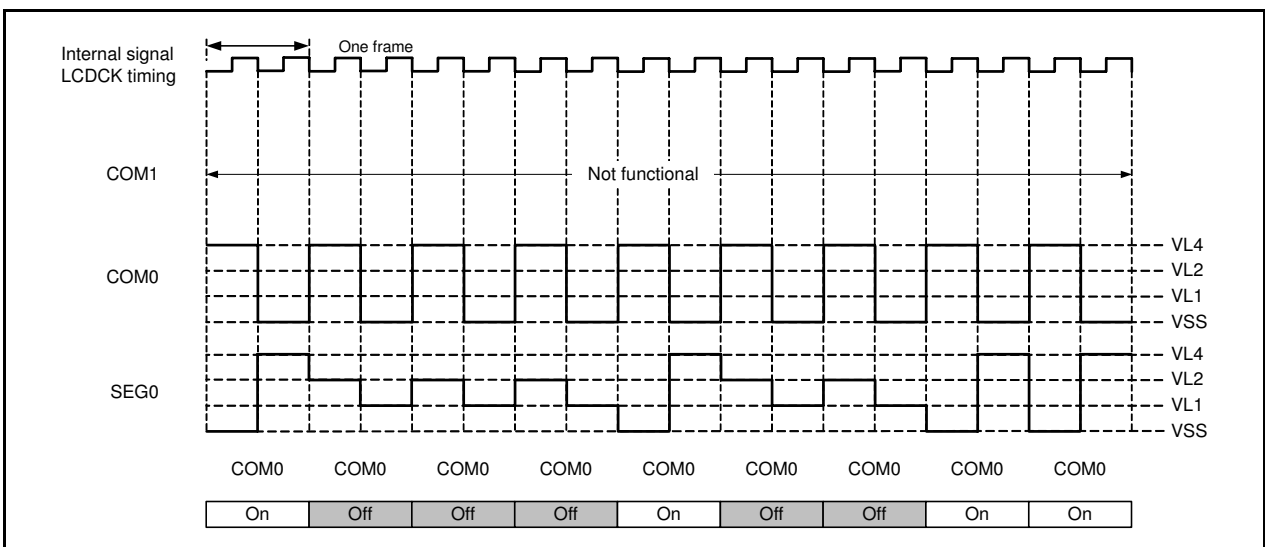 Internal signal
LCDCK timing
One frame
COM1
Not functional
COM0
VL4
VL2
VL1
VSS
SEG0
VL4
VL2
VL1
VSS
COM0 COM0 COM0 COM0 COM0 COM0 COM0 COM0 COM0
On Off Off Off On Off Off On On